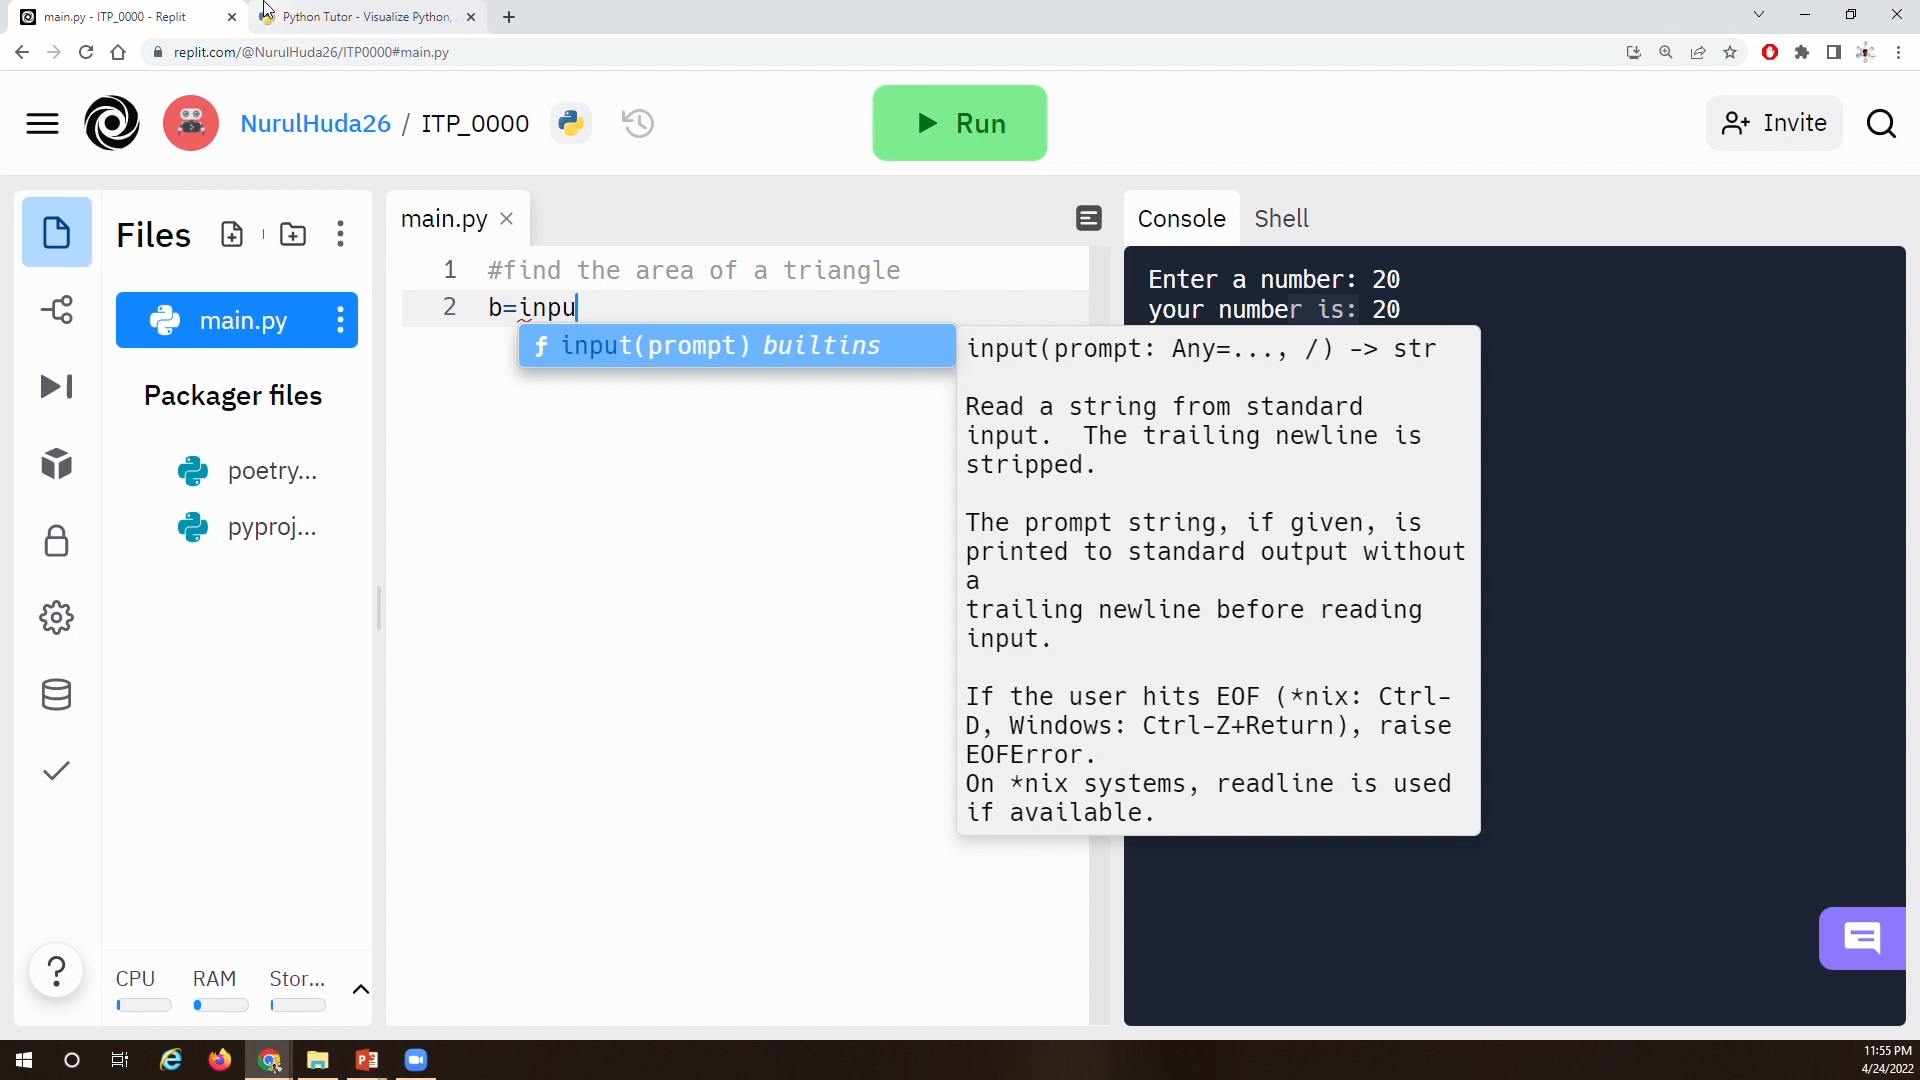 main.py - ITP_0000 - Replit
Python Tutor - Visualize Python,
replit.com/@NurulHuda26/ITP0000#main.py
NurulHuda26 / ITP_0000
Run
Invite
Files
main.py
Packager files
poetry...
pyproj...
CPU RAM Stor...
main.py
1 #find the area of a triangle
2 b=inpu
f input(prompt) builtins
input(prompt: Any=..., /) -> str
Read a string from standard
input. The trailing newline is
stripped.
The prompt string, if given, is
printed to standard output without
a
trailing newline before reading
input.
If the user hits EOF (*nix: Ctrl-
D, Windows: Ctrl-Z+Return), raise
EOFError.
On *nix systems, readline is used
if available.
Console Shell
Enter a number: 20
your number is: 20
11:55 PM
4/24/2022